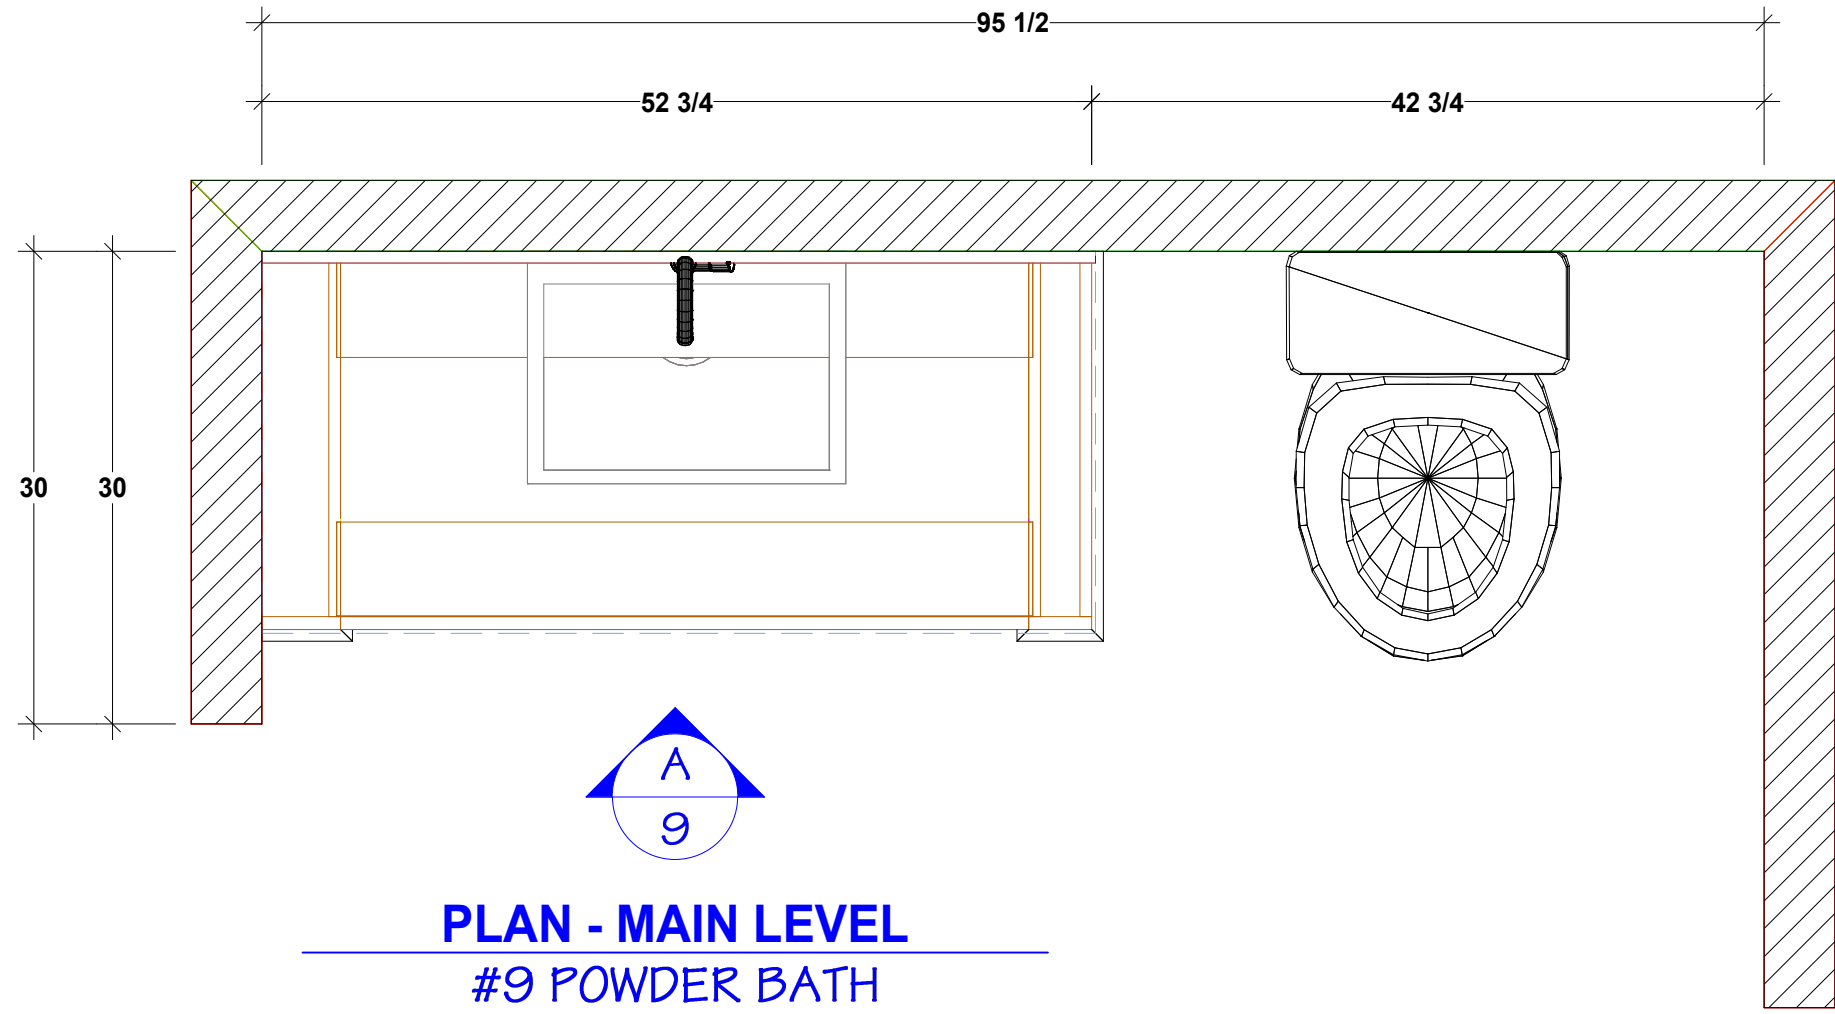 95 1/2
52 3/4
42 3/4
30
30
A
9
PLAN - MAIN LEVEL
#9 POWDER BATH